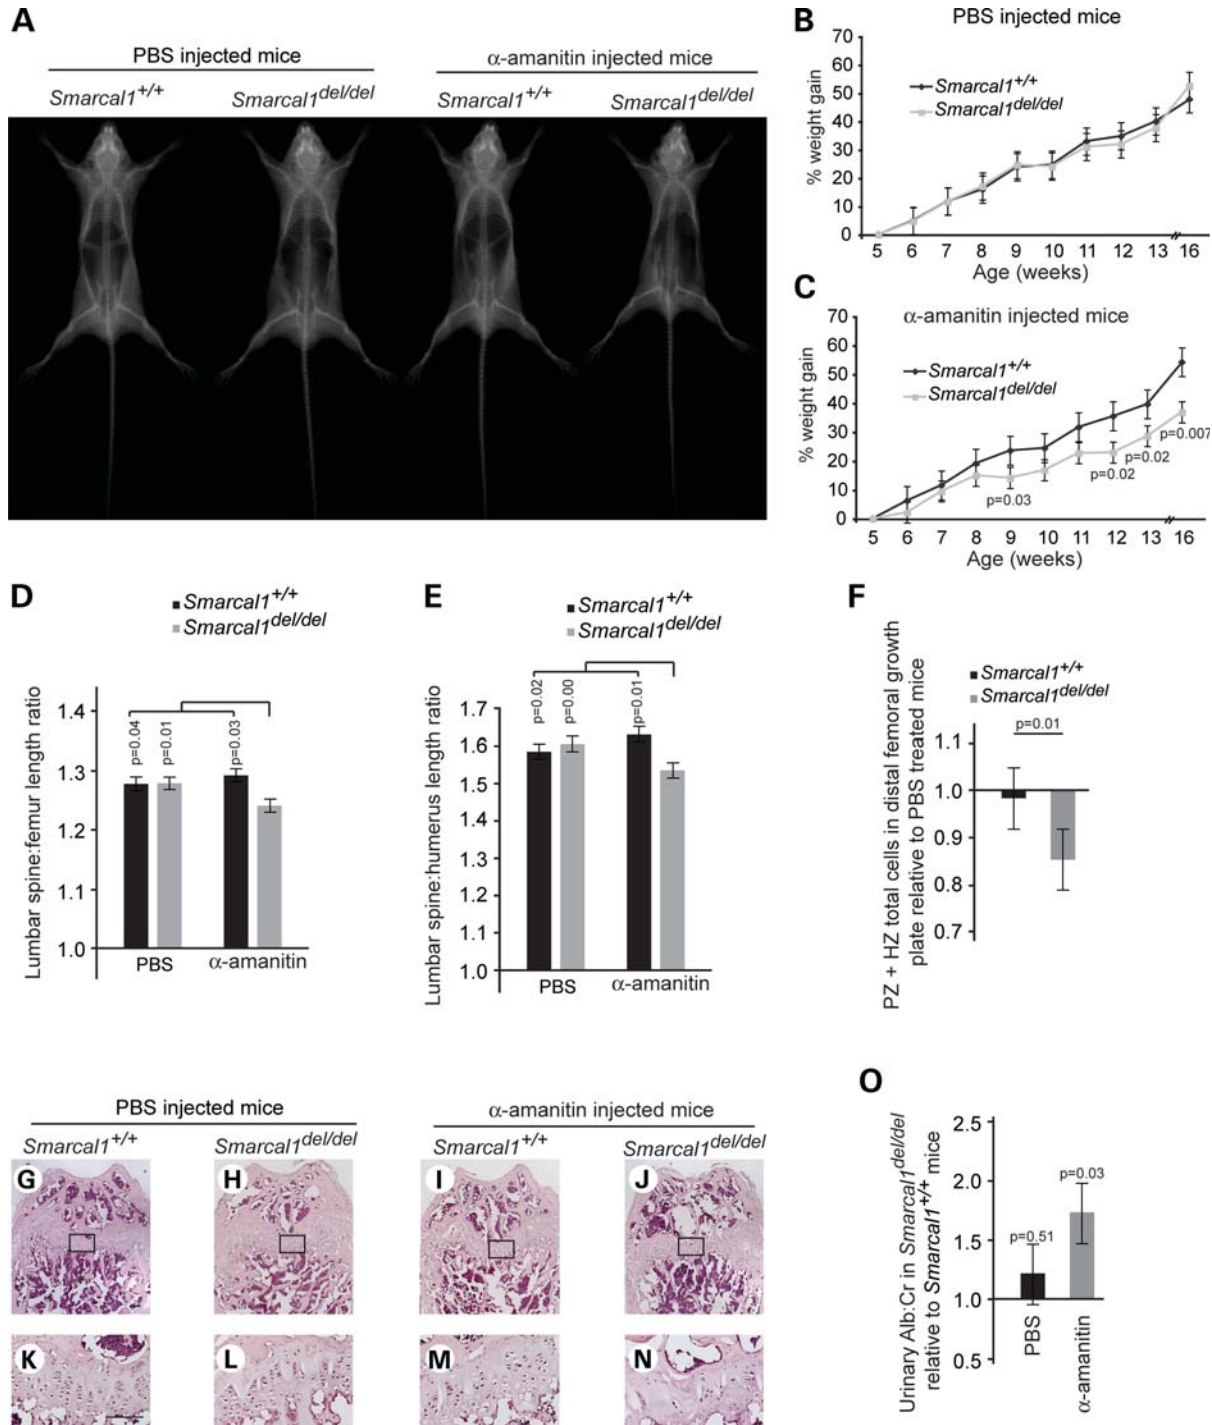 A
PBS injected mice
α-amanitin injected mice
Smarcal1+/+
Smarcal1del/del
Smarcal1+/+
Smarcal1del/del
B
PBS injected mice
% weight gain
70
60
50
40
30
20
10
0
Smarcal1+/+
Smarcal1del/del
5 6 7 8 9 10 11 12 13 16
Age (weeks)
C
α-amanitin injected mice
% weight gain
70
60
50
40
30
20
10
0
Smarcal1+/+
Smarcal1del/del
p=0.03
p=0.02
p=0.02
p=0.007
5 6 7 8 9 10 11 12 13 16
Age (weeks)
D
Smarcal1+/+
Smarcal1del/del
Lumbar spine:femur length ratio
1.4
1.3
1.2
1.1
1.0
p=0.04
p=0.01
p=0.03
PBS
α-amanitin
E
Smarcal1+/+
Smarcal1del/del
Lumbar spine:humerus length ratio
1.7
1.6
1.5
1.4
1.3
1.2
1.1
1.0
p=0.02
p=0.00
p=0.01
PBS
α-amanitin
F
PZ + HZ total cells in distal femoral growth
plate relative to PBS treated mice
Smarcal1+/+
Smarcal1del/del
p=0.01
1.1
1.0
0.9
0.8
0.7
PBS injected mice
α-amanitin injected mice
Smarcal1+/+
Smarcal1del/del
Smarcal1+/+
Smarcal1del/del
G
H
I
J
K
L
M
N
O
Urinary Alb:Cr in Smarcal1del/del
relative to Smarcal1+/+ mice
2.5
2.0
1.5
1.0
0.5
p=0.51
p=0.03
PBS
α-amanitin